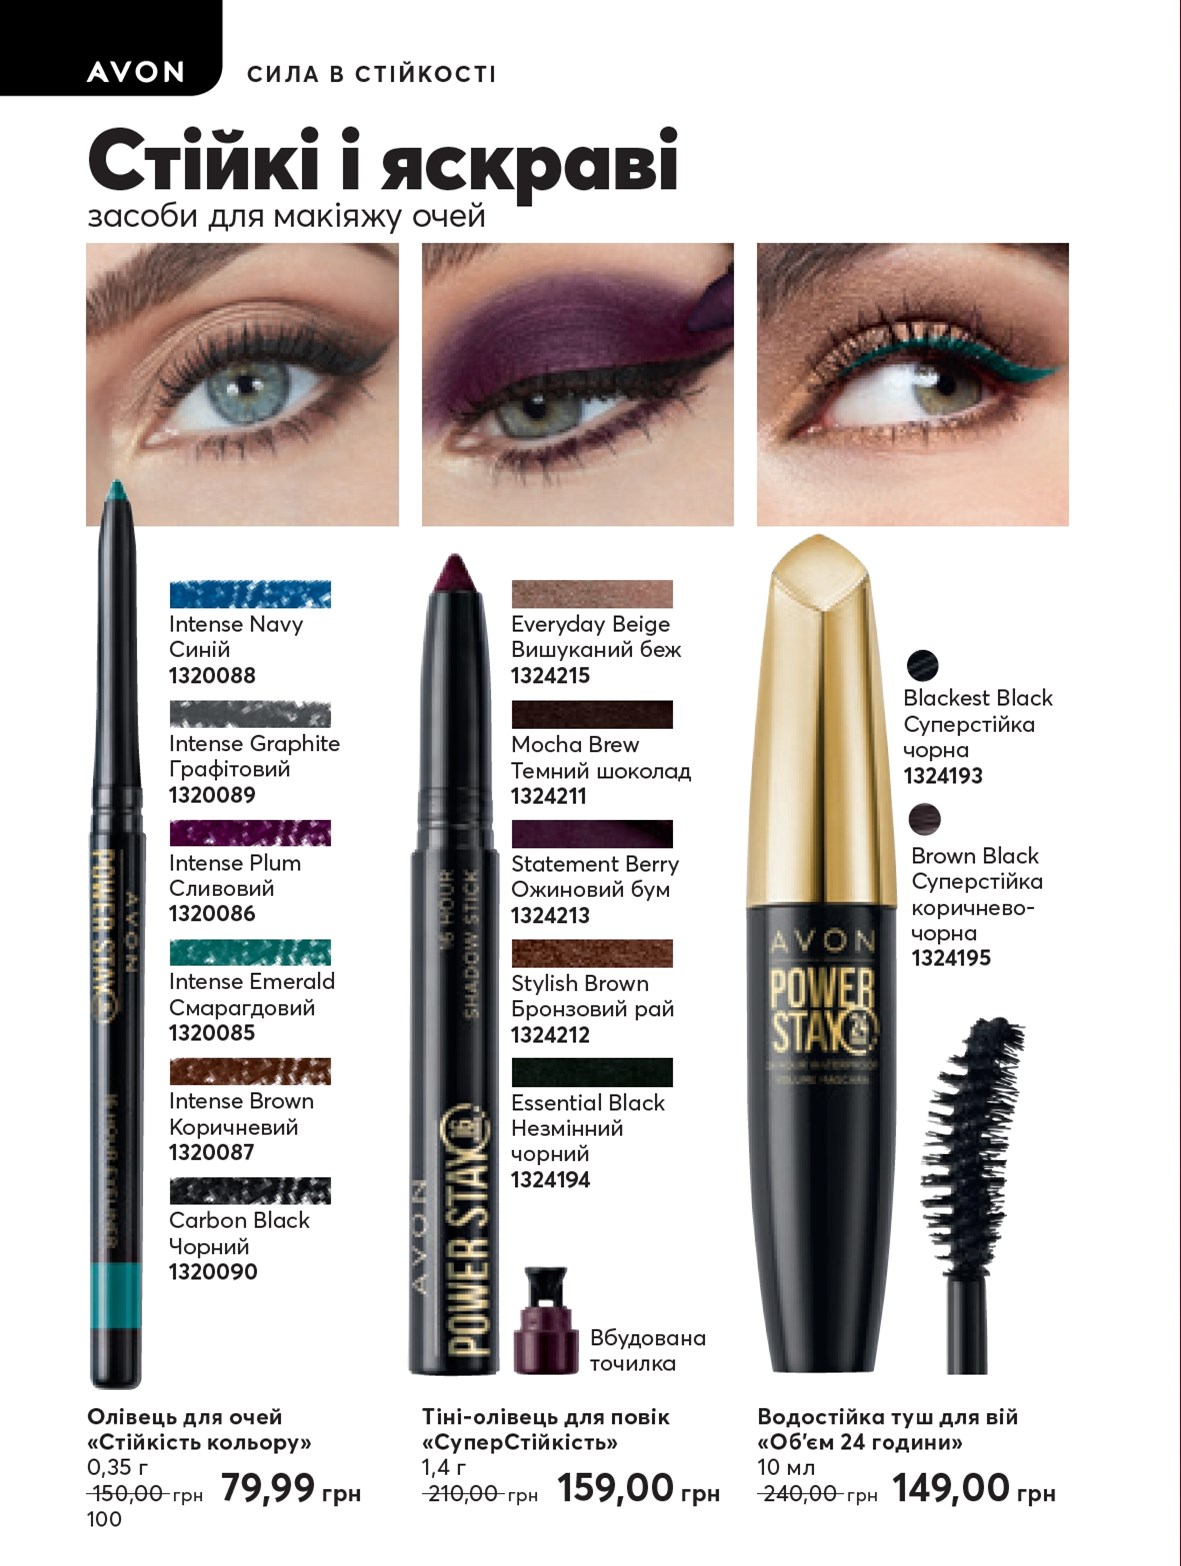 AVON
СИЛА В СТІЙКОСТІ
Стійкі і яскраві
засоби для макіяжу очей
Intense Navy
Синій
1320088
Intense Graphite
Графітовий
1320089
Intense Plum
Сливовий
1320086
Intense Emerald
Смарагдовий
1320085
Intense Brown
Коричневий
1320087
Carbon Black
Чорний
1320090
AVON
POWER STAY
16 HOUR EYELINER
Everyday Beige
Вишуканий беж
1324215
Mocha Brew
Темний шоколад
1324211
Statement Berry
Ожиновий бум
1324213
Stylish Brown
Бронзовий рай
1324212
Essential Black
Незмінний
чорний
1324194
16 HOUR
SHADOW STICK
AVON
POWER STAY 16
Вбудована
точилка
Blackest Black
Суперстійка
чорна
1324193
Brown Black
Суперстійка
коричнево-
чорна
1324195
AVON
POWER
STAY 24
24 HOUR WATERPROOF
VOLUME MASCARA
Олівець для очей
«Стійкість кольору»
0,35 г
150,00 грн 79,99 грн
Тіні-олівець для повік
«СуперСтійкість»
1,4 г
210,00 грн 159,00 грн
Водостійка туш для вій
«Об'єм 24 години»
10 мл
240,00 грн 149,00 грн
100